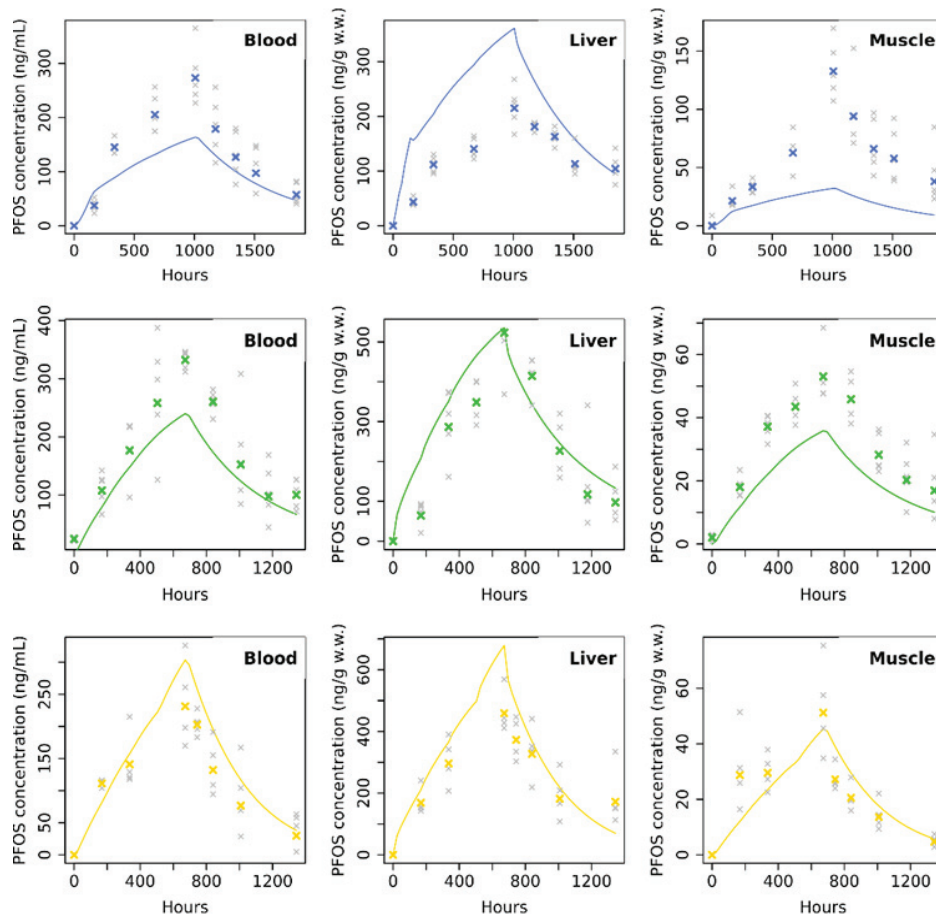 Blood
PFOS concentration (ng/mL)
0 100 200 300
0 500 1000 1500
Hours
Liver
PFOS concentration (ng/g w.w.)
0 100 200 300
0 500 1000 1500
Hours
Muscle
PFOS concentration (ng/g w.w.)
0 50 100 150
0 500 1000 1500
Hours
Blood
PFOS concentration (ng/mL)
100 200 300 400
0 400 800 1200
Hours
Liver
PFOS concentration (ng/g w.w.)
0 100 300 500
0 400 800 1200
Hours
Muscle
PFOS concentration (ng/g w.w.)
0 20 40 60
0 400 800 1200
Hours
Blood
PFOS concentration (ng/mL)
0 50 150 250
0 400 800 1200
Hours
Liver
PFOS concentration (ng/g w.w.)
0 200 400 600
0 400 800 1200
Hours
Muscle
PFOS concentration (ng/g w.w.)
0 20 40 60
0 400 800 1200
Hours